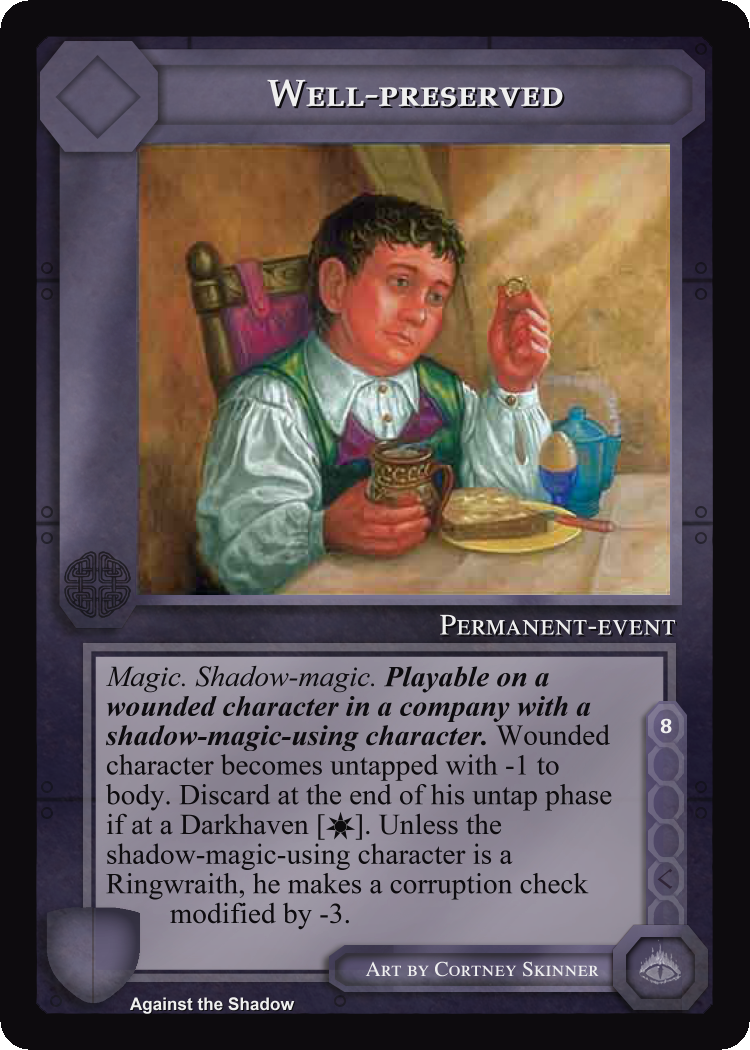 Well-preserved
Permanent-event
Magic. Shadow-magic. Playable on a
wounded character in a company with a
shadow-magic-using character. Wounded
character becomes untapped with -1 to
body. Discard at the end of his untap phase
if at a Darkhaven [✷]. Unless the
shadow-magic-using character is a
Ringwraith, he makes a corruption check
modified by -3.
8
<
Art by Cortney Skinner
Against the Shadow